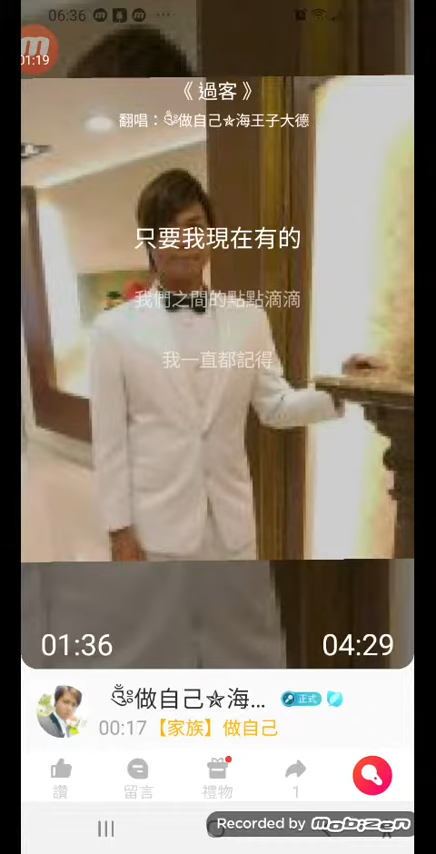 06:36
01:19
《 過客 》
翻唱：ॐ做自己✯海王子大德
只要我現在有的
我們之間的點點滴滴
我一直都記得
01:36
04:29
ॐ做自己✯海...
正式
00:17【家族】做自己
讚
留言
禮物
1
Recorded by mobizen